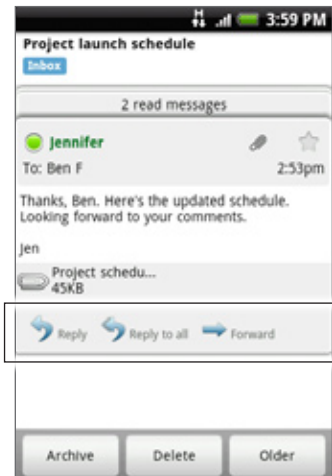 H 3:59 PM
Project launch schedule
Inbox
2 read messages
Jennifer
To: Ben F 2:53pm
Thanks, Ben. Here's the updated schedule.
Looking forward to your comments.
Jen
Project schedu...
45KB
Reply Reply to all Forward
Archive Delete Older